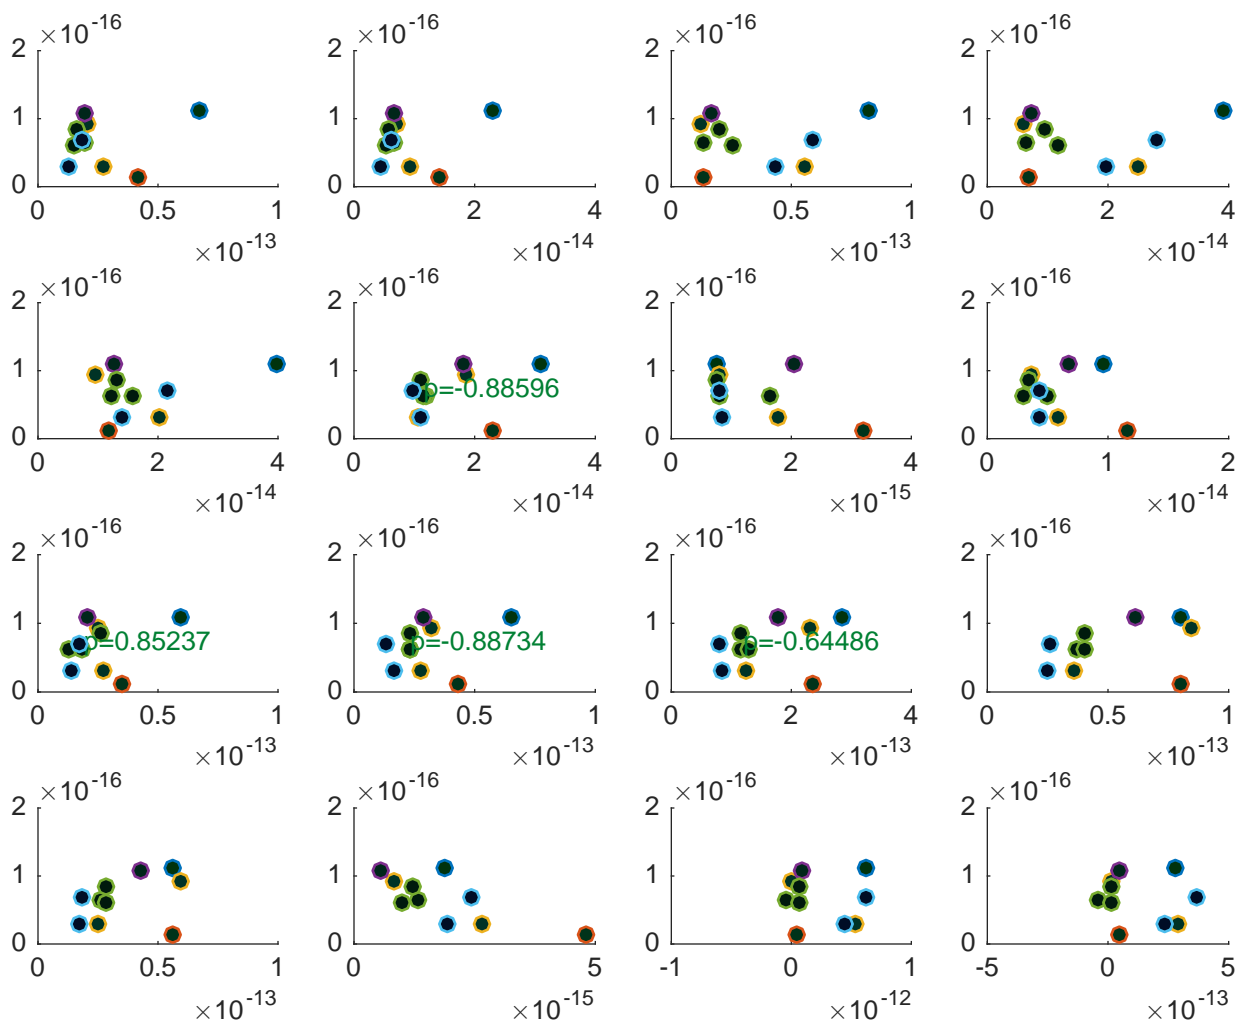 ×10-16 ×10-16 ×10-16 ×10-16
2 2 2 2
1 1 1 1
0 0 0 0
0 0.5 1 0 2 4 0 0.5 1 0 2 4
×10-13 ×10-14 ×10-13 ×10-14
×10-16 ×10-16 ×10-16 ×10-16
2 2 2 2
1 1 1 1
ρ=-0.88596
0 0 0 0
0 2 4 0 2 4 0 2 4 0 1 2
×10-14 ×10-14 ×10-15 ×10-14
×10-16 ×10-16 ×10-16 ×10-16
2 2 2 2
1 1 1 1
ρ=0.85237 ρ=-0.88734 ρ=-0.64486
0 0 0 0
0 0.5 1 0 0.5 1 0 2 4 0 0.5 1
×10-13 ×10-13 ×10-13 ×10-13
×10-16 ×10-16 ×10-16 ×10-16
2 2 2 2
1 1 1 1
0 0 0 0
0 0.5 1 0 5 -1 0 1 -5 0 5
×10-13 ×10-15 ×10-12 ×10-13